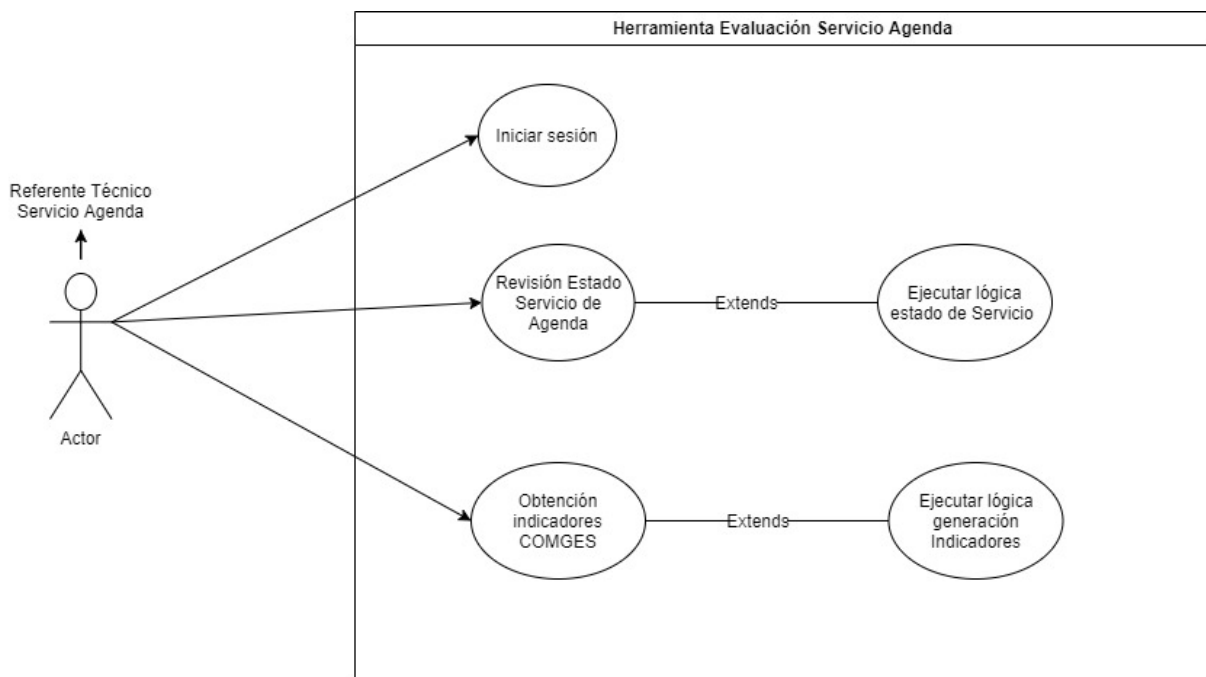 Herramienta Evaluación Servicio Agenda
Iniciar sesión
Referente Técnico
Servicio Agenda
Actor
Revisión Estado
Servicio de
Agenda
Extends
Ejecutar lógica
estado de Servicio
Obtención
indicadores
COMGES
Extends
Ejecutar lógica
generación
Indicadores